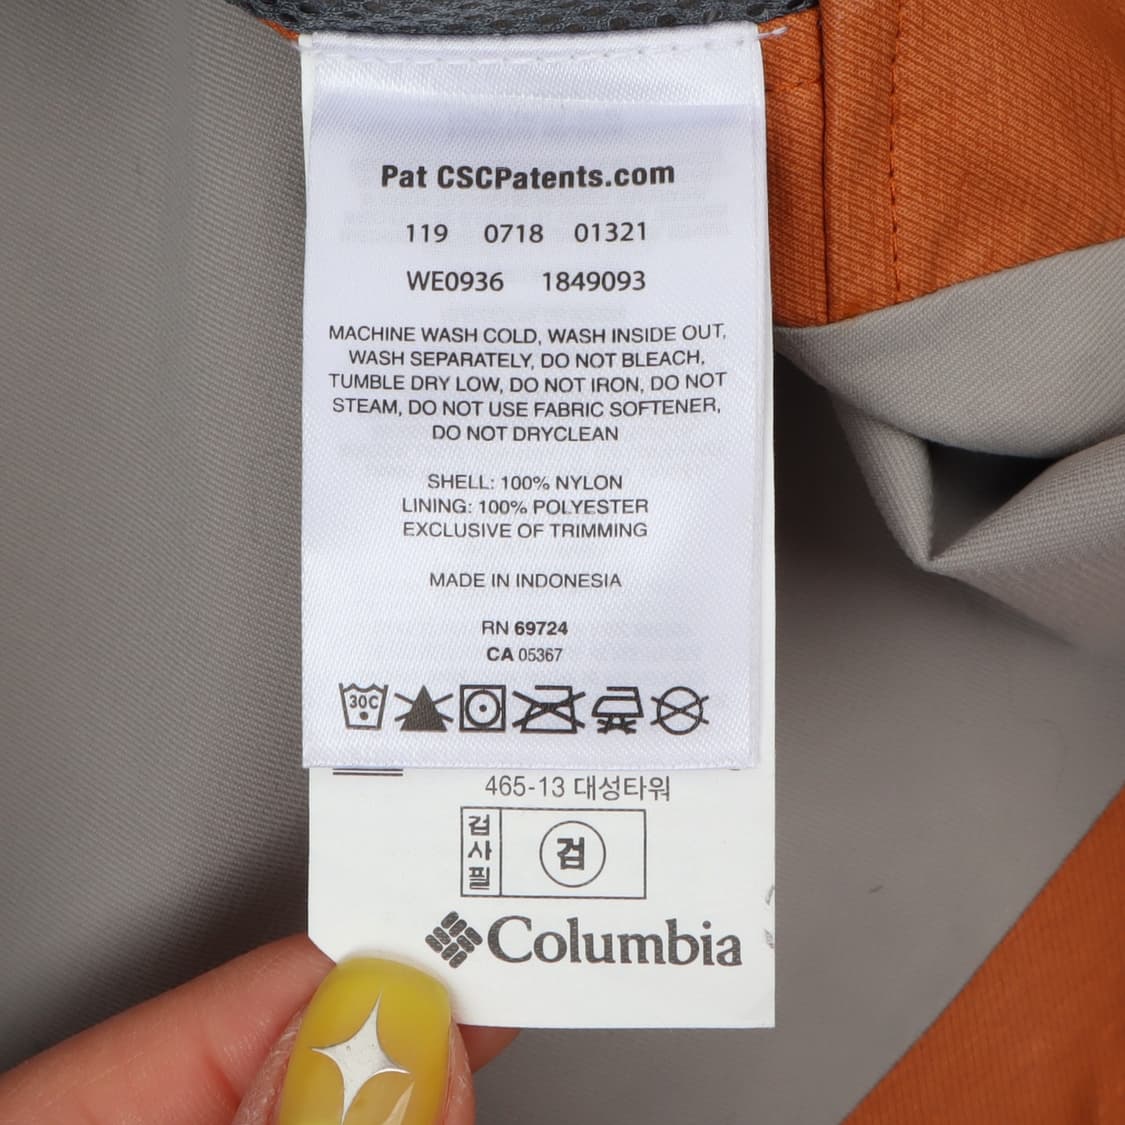 Pat CSCPatents.com
119 0718 01321
WE0936 1849093
MACHINE WASH COLD, WASH INSIDE OUT,
WASH SEPARATELY, DO NOT BLEACH,
TUMBLE DRY LOW, DO NOT IRON, DO NOT
STEAM, DO NOT USE FABRIC SOFTENER,
DO NOT DRYCLEAN
SHELL: 100% NYLON
LINING: 100% POLYESTER
EXCLUSIVE OF TRIMMING
MADE IN INDONESIA
RN 69724
CA 05367
30C
465-13 대성타워
검사필
검
Columbia